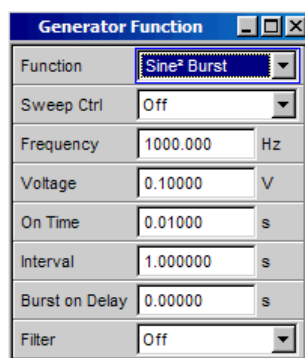 Generator Function
Function Sine² Burst
Sweep Ctrl Off
Frequency 1000.000 Hz
Voltage 0.10000 V
On Time 0.01000 s
Interval 1.000000 s
Burst on Delay 0.00000 s
Filter Off